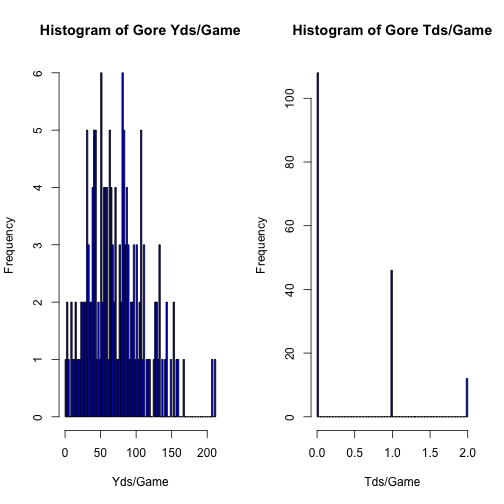 Histogram of Gore Yds/Game
Frequency
0 1 2 3 4 5 6
0 50 100 150 200
Yds/Game
Histogram of Gore Tds/Game
Frequency
0 20 40 60 80 100
0.0 0.5 1.0 1.5 2.0
Tds/Game